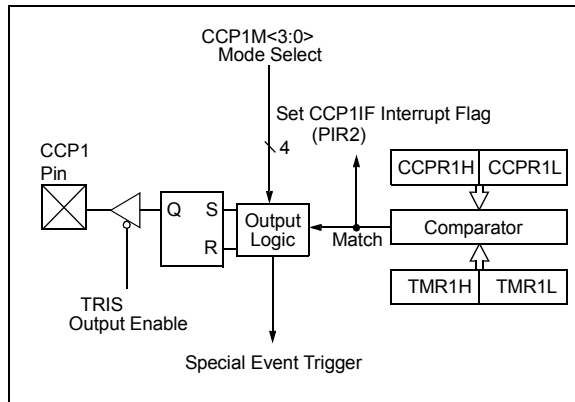 CCP1M<3:0>
Mode Select
Set CCP1IF Interrupt Flag
(PIR2)
4
CCP1
Pin
CCPR1H CCPR1L
Q S
R
Output
Logic
Match
Comparator
TRIS
Output Enable
TMR1H TMR1L
Special Event Trigger